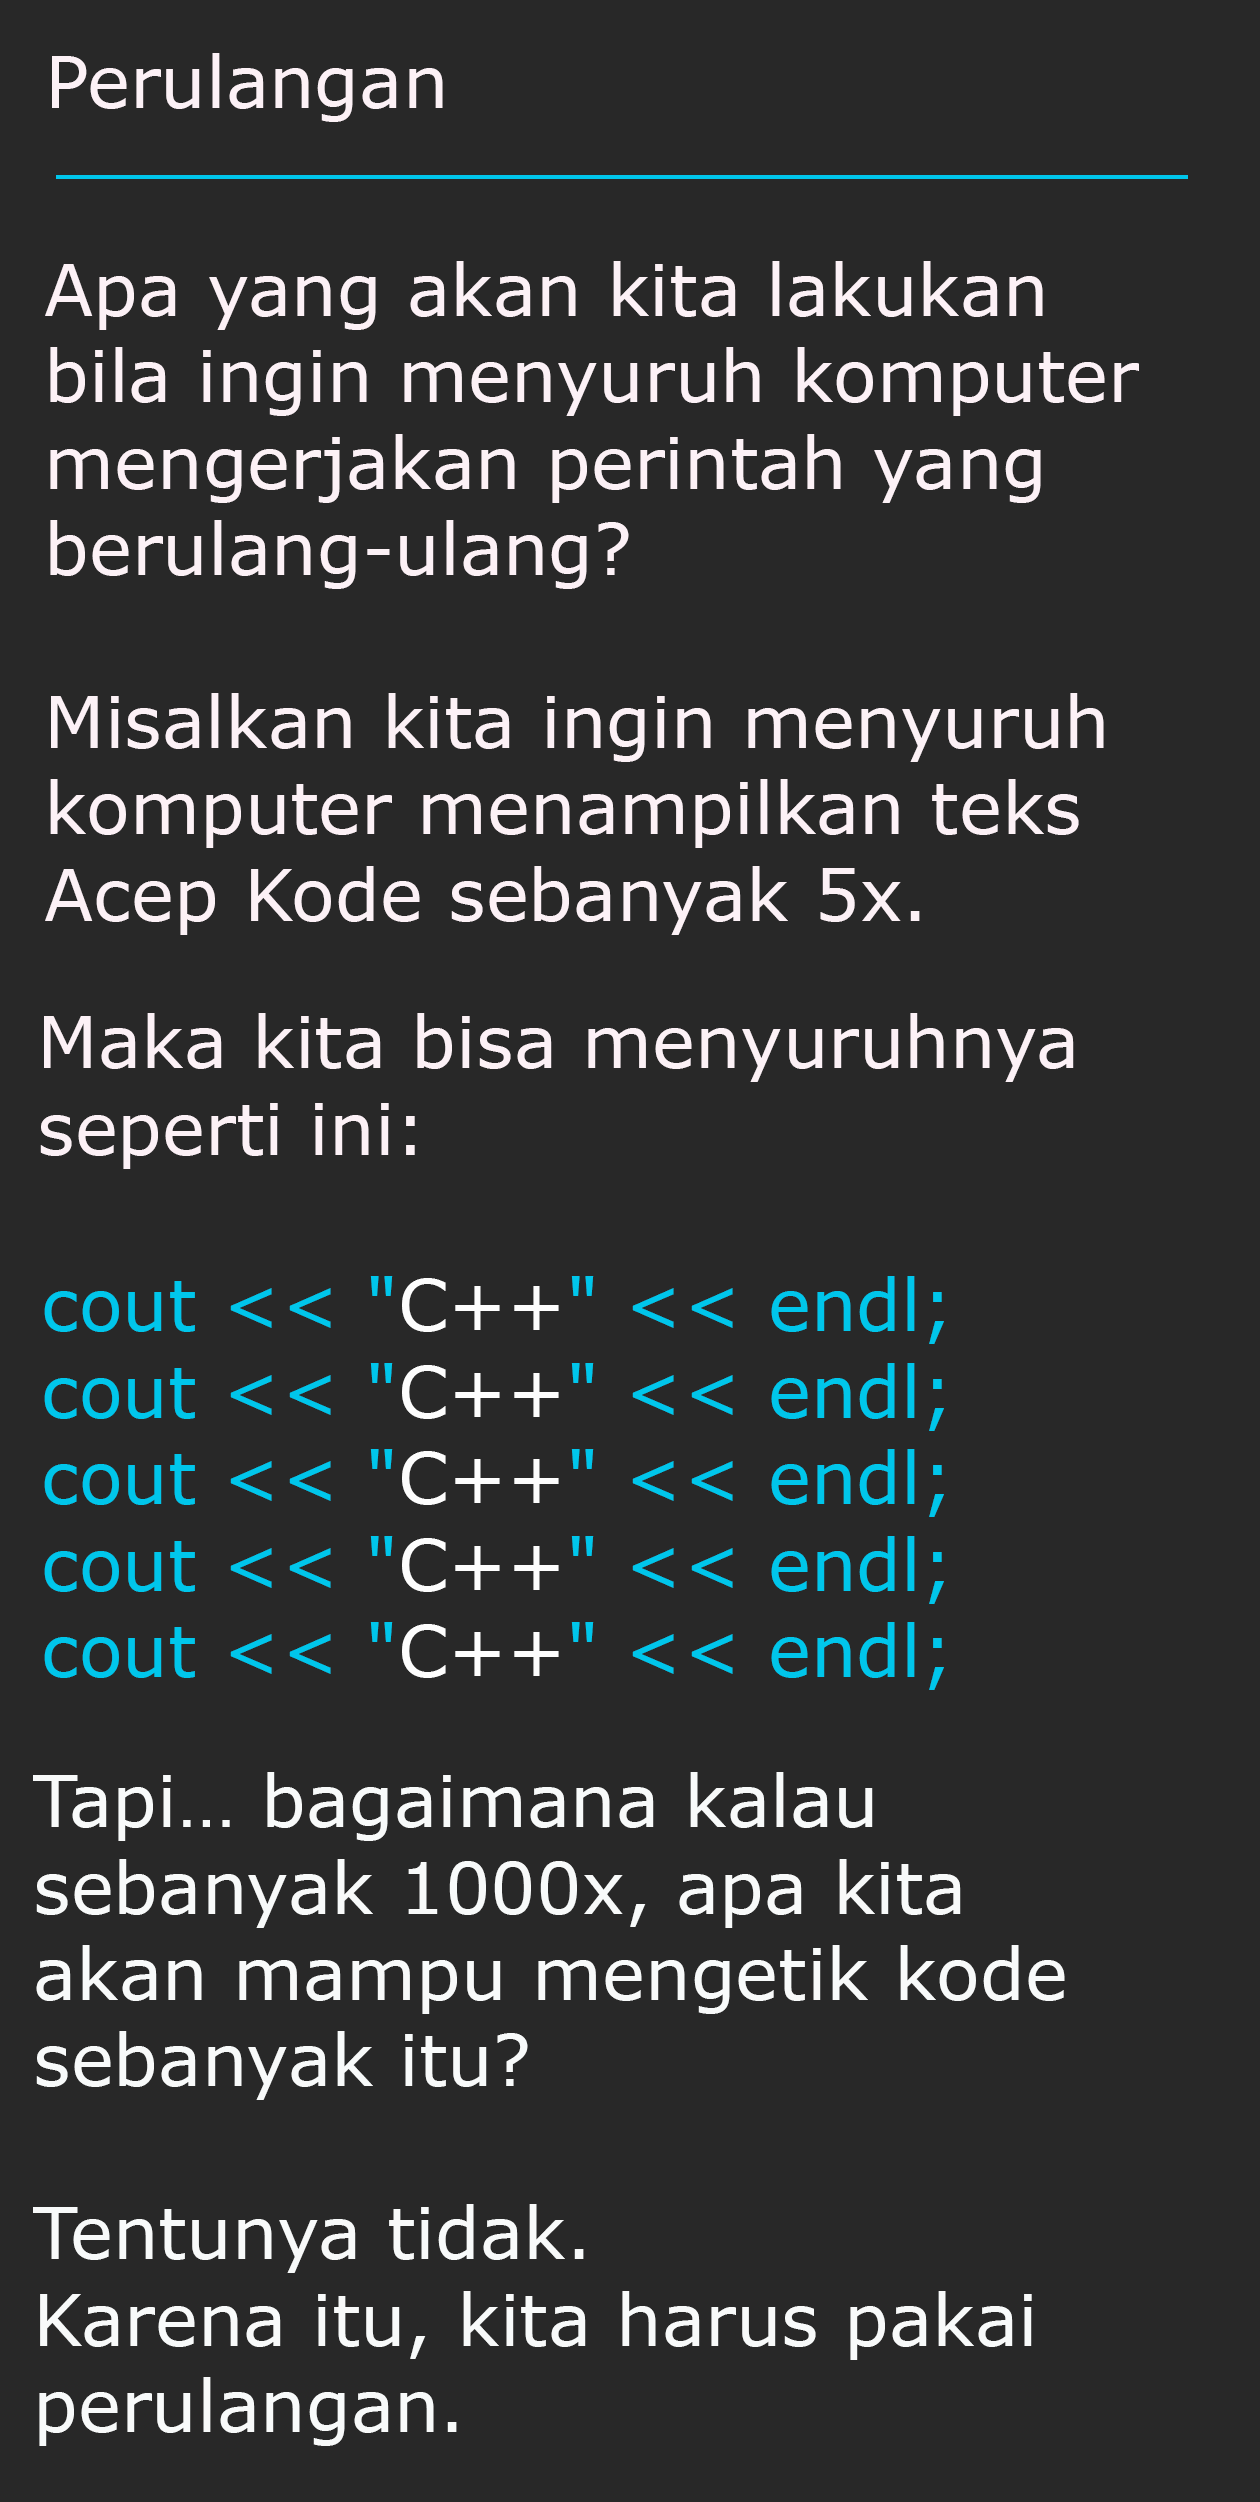 Perulangan
Apa yang akan kita lakukan
bila ingin menyuruh komputer
mengerjakan perintah yang
berulang-ulang?
Misalkan kita ingin menyuruh
komputer menampilkan teks
Acep Kode sebanyak 5x.
Maka kita bisa menyuruhnya
seperti ini:
cout << "C++" << endl;
cout << "C++" << endl;
cout << "C++" << endl;
cout << "C++" << endl;
cout << "C++" << endl;
Tapi... bagaimana kalau
sebanyak 1000x, apa kita
akan mampu mengetik kode
sebanyak itu?
Tentunya tidak.
Karena itu, kita harus pakai
perulangan.